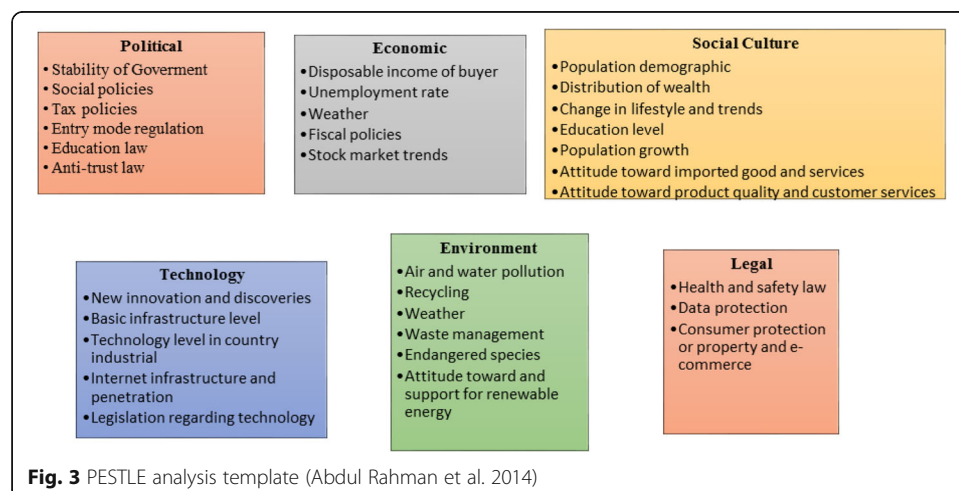 Political
• Stability of Goverment
• Social policies
• Tax policies
• Entry mode regulation
• Education law
• Anti-trust law
Economic
•Disposable income of buyer
•Unemployment rate
•Weather
•Fiscal policies
•Stock market trends
Social Culture
•Population demographic
•Distribution of wealth
•Change in lifestyle and trends
•Education level
•Population growth
•Attitude toward imported good and services
•Attitude toward product quality and customer services
Technology
•New innovation and discoveries
•Basic infrastructure level
•Technology level in country
industrial
•Internet infrastructure and
penetration
•Legislation regarding technology
Environment
•Air and water pollution
•Recycling
•Weather
•Waste management
•Endangered species
•Attitude toward and
support for renewable
energy
Legal
•Health and safety law
•Data protection
•Consumer protection
or property and e-
commerce
Fig. 3 PESTLE analysis template (Abdul Rahman et al. 2014)